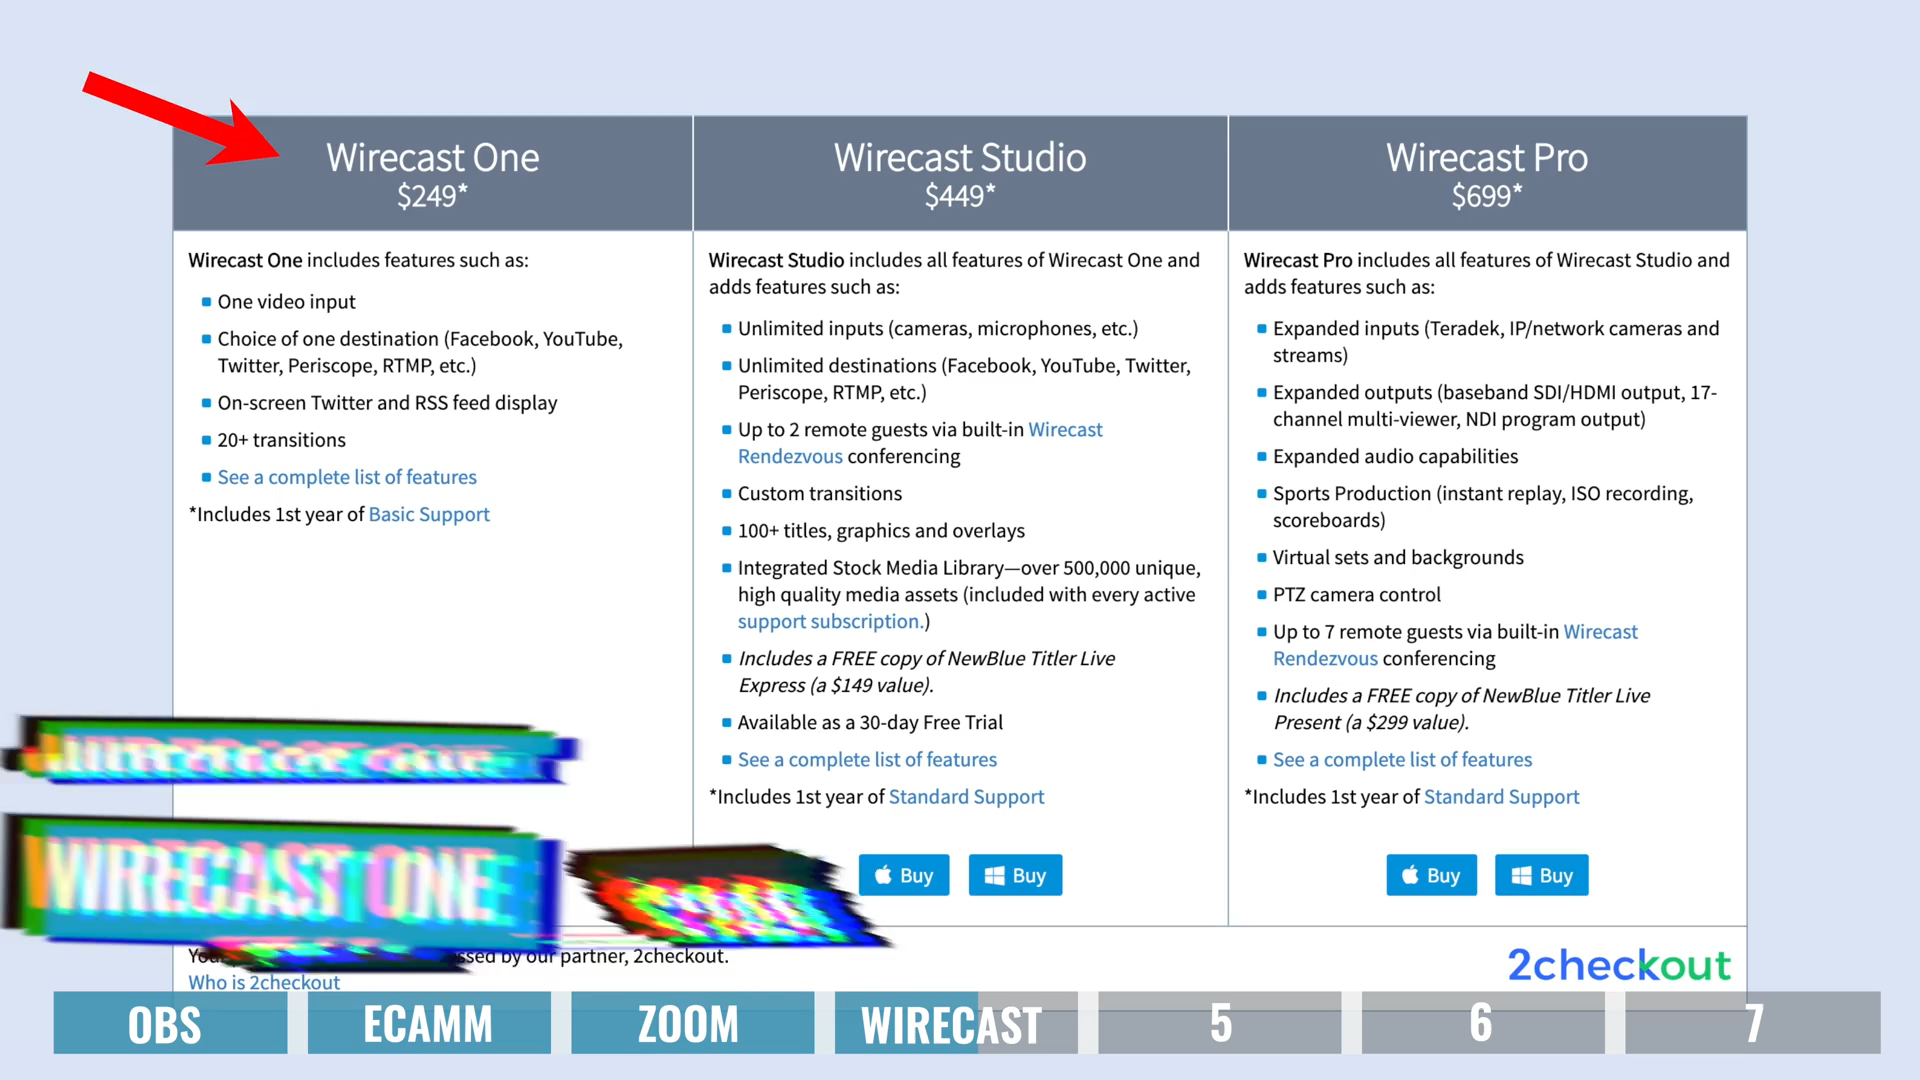 Wirecast One
$249*
Wirecast One includes features such as:
One video input
Choice of one destination (Facebook, YouTube,
Twitter, Periscope, RTMP, etc.)
On-screen Twitter and RSS feed display
20+ transitions
See a complete list of features
*Includes 1st year of Basic Support
Wirecast Studio
$449*
Wirecast Studio includes all features of Wirecast One and
adds features such as:
Unlimited inputs (cameras, microphones, etc.)
Unlimited destinations (Facebook, YouTube, Twitter,
Periscope, RTMP, etc.)
Up to 2 remote guests via built-in Wirecast
Rendezvous conferencing
Custom transitions
100+ titles, graphics and overlays
Integrated Stock Media Library—over 500,000 unique,
high quality media assets (included with every active
support subscription.)
Includes a FREE copy of NewBlue Titler Live
Express (a $149 value).
Available as a 30-day Free Trial
See a complete list of features
*Includes 1st year of Standard Support
Buy Buy
Wirecast Pro
$699*
Wirecast Pro includes all features of Wirecast Studio and
adds features such as:
Expanded inputs (Teradek, IP/network cameras and
streams)
Expanded outputs (baseband SDI/HDMI output, 17-
channel multi-viewer, NDI program output)
Expanded audio capabilities
Sports Production (instant replay, ISO recording,
scoreboards)
Virtual sets and backgrounds
PTZ camera control
Up to 7 remote guests via built-in Wirecast
Rendezvous conferencing
Includes a FREE copy of NewBlue Titler Live
Present (a $299 value).
See a complete list of features
*Includes 1st year of Standard Support
Buy Buy
WIRECAST ONE
by our partner, 2checkout.
Who is 2checkout
2checkout
OBS ECAMM ZOOM WIRECAST 5 6 7